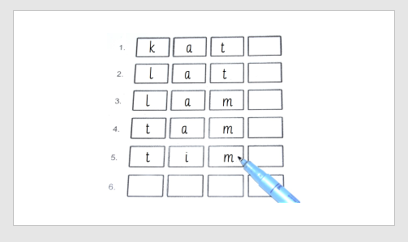 1. k a t
2. l a t
3. l a m
4. t a m
5. t i m
6.